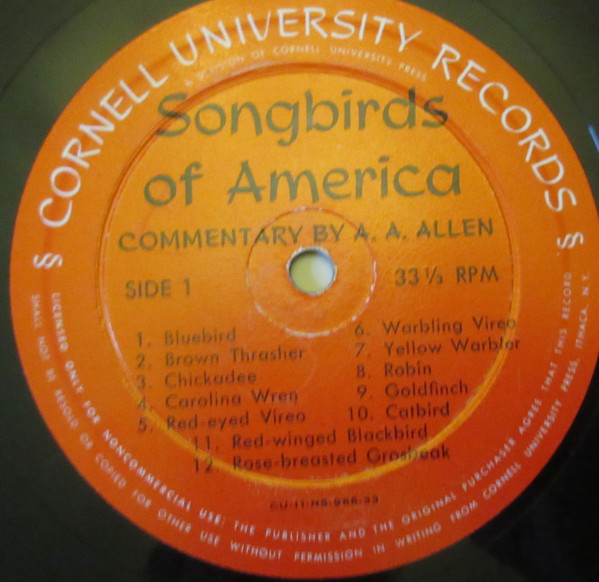 § CORNELL UNIVERSITY RECORDS §
A DIVISION OF CORNELL UNIVERSITY PRESS
Songbirds
of America
COMMENTARY BY A. A. ALLEN
SIDE 1
33 1/3 RPM
1. Bluebird
2. Brown Thrasher
3. Chickadee
4. Carolina Wren
5. Red-eyed Vireo
6. Warbling Vireo
7. Yellow Warbler
8. Robin
9. Goldfinch
10. Catbird
11. Red-winged Blackbird
12. Rose-breasted Grosbeak
LICENSED ONLY FOR NONCOMMERCIAL USE: THE PUBLISHER AND THE ORIGINAL PURCHASER AGREE THAT THIS RECORD
SHALL NOT BE RESOLD OR COPIED FOR OTHER USE WITHOUT PERMISSION IN WRITING FROM CORNELL UNIVERSITY PRESS, ITHACA, N.Y.